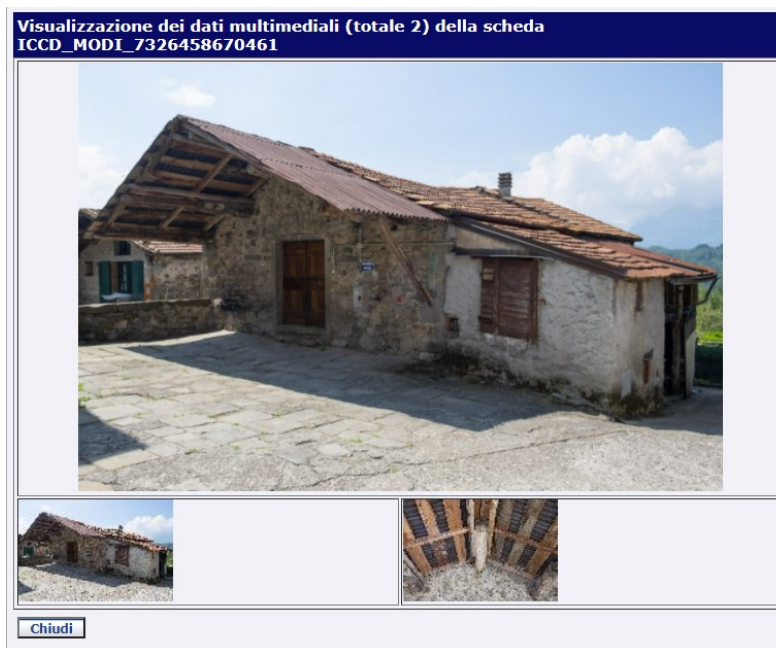 Visualizzazione dei dati multimediali (totale 2) della scheda
ICCD_MODI_7326458670461
Chiudi